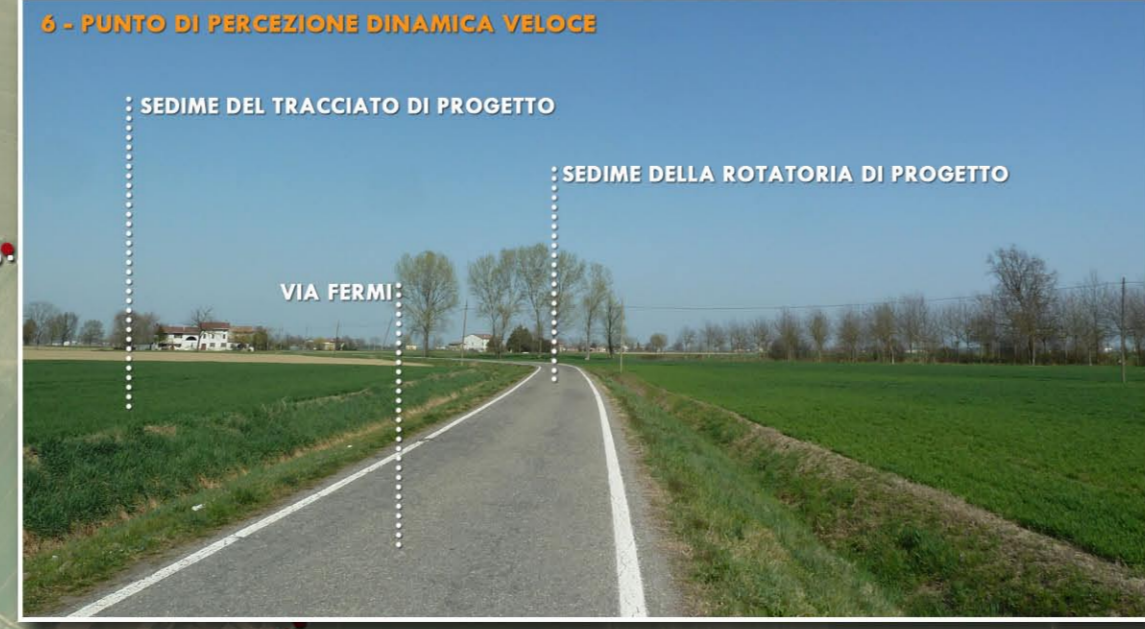 6 - PUNTO DI PERCEZIONE DINAMICA VELOCE
SEDIME DEL TRACCIATO DI PROGETTO
SEDIME DELLA ROTATORIA DI PROGETTO
VIA FERMI